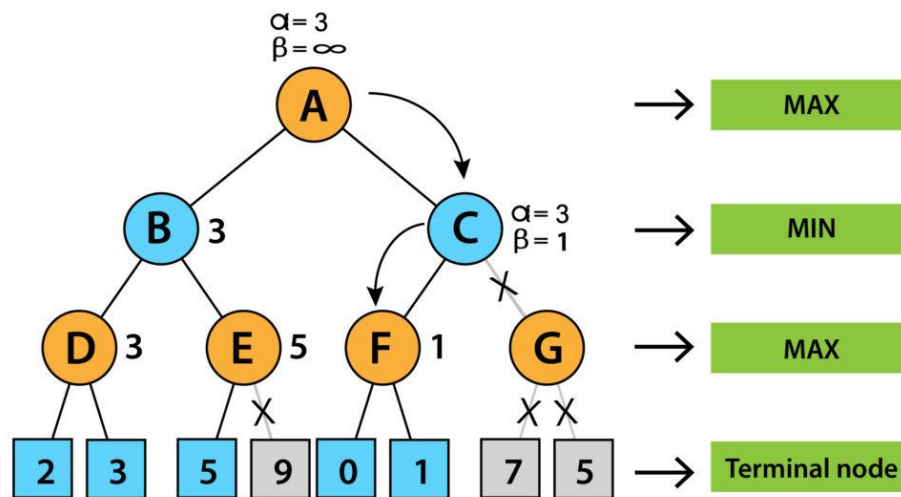 α = 3
β = ∞
A
MAX
B
3
C
α = 3
β = 1
MIN
X
D
3
E
5
F
1
G
MAX
X
X
X
2
3
5
9
0
1
7
5
Terminal node